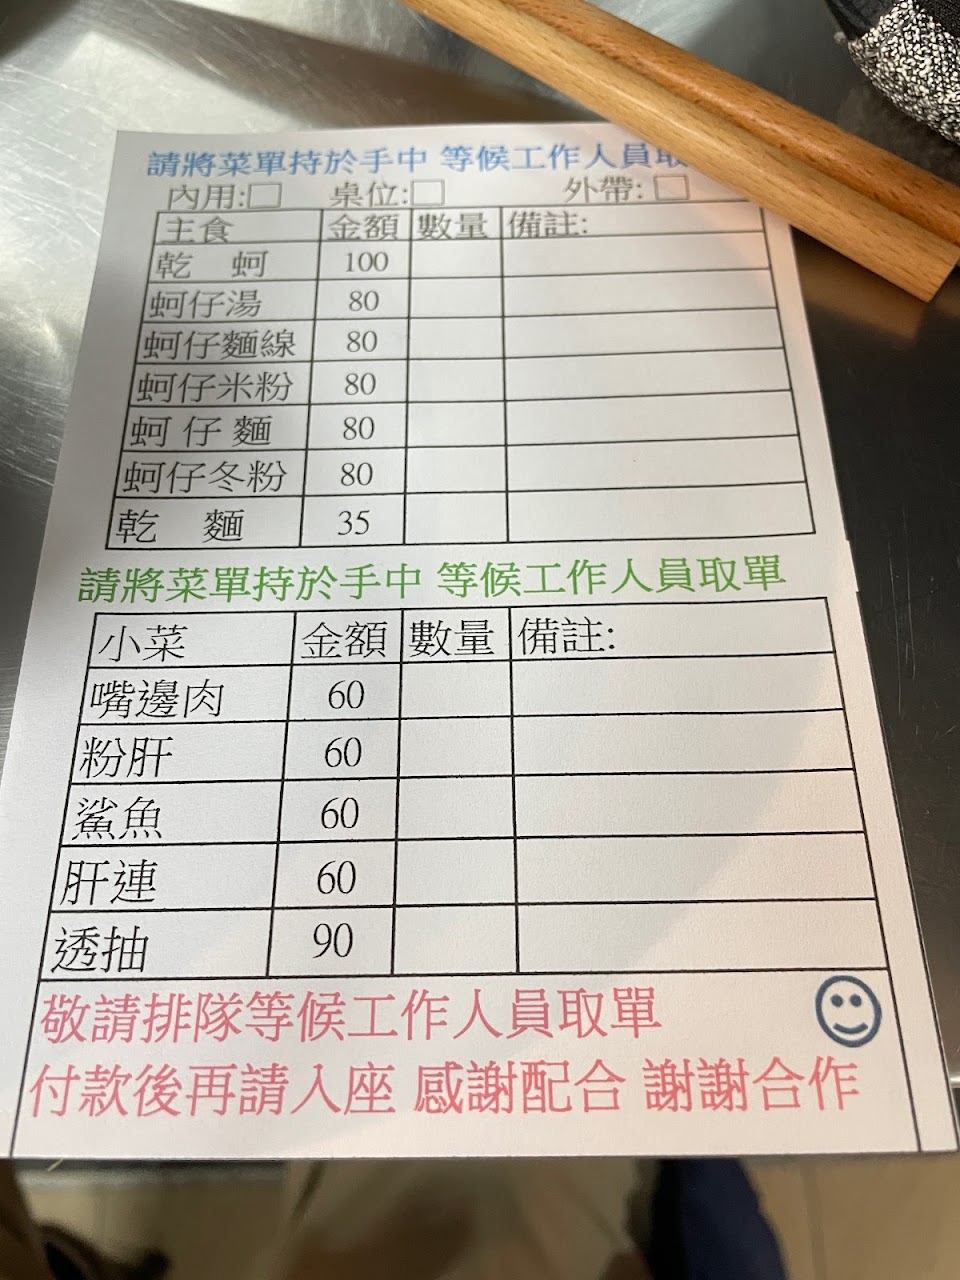 請將菜單持於手中 等候工作人員取
內用:□ 桌位:□ 外帶:□
主食 金額 數量 備註:
乾 蚵 100
蚵仔湯 80
蚵仔麵線 80
蚵仔米粉 80
蚵仔麵 80
蚵仔冬粉 80
乾 麵 35
請將菜單持於手中 等候工作人員取單
小菜 金額 數量 備註:
嘴邊肉 60
粉肝 60
鯊魚 60
肝連 60
透抽 90
敬請排隊等候工作人員取單
付款後再請入座 感謝配合 謝謝合作